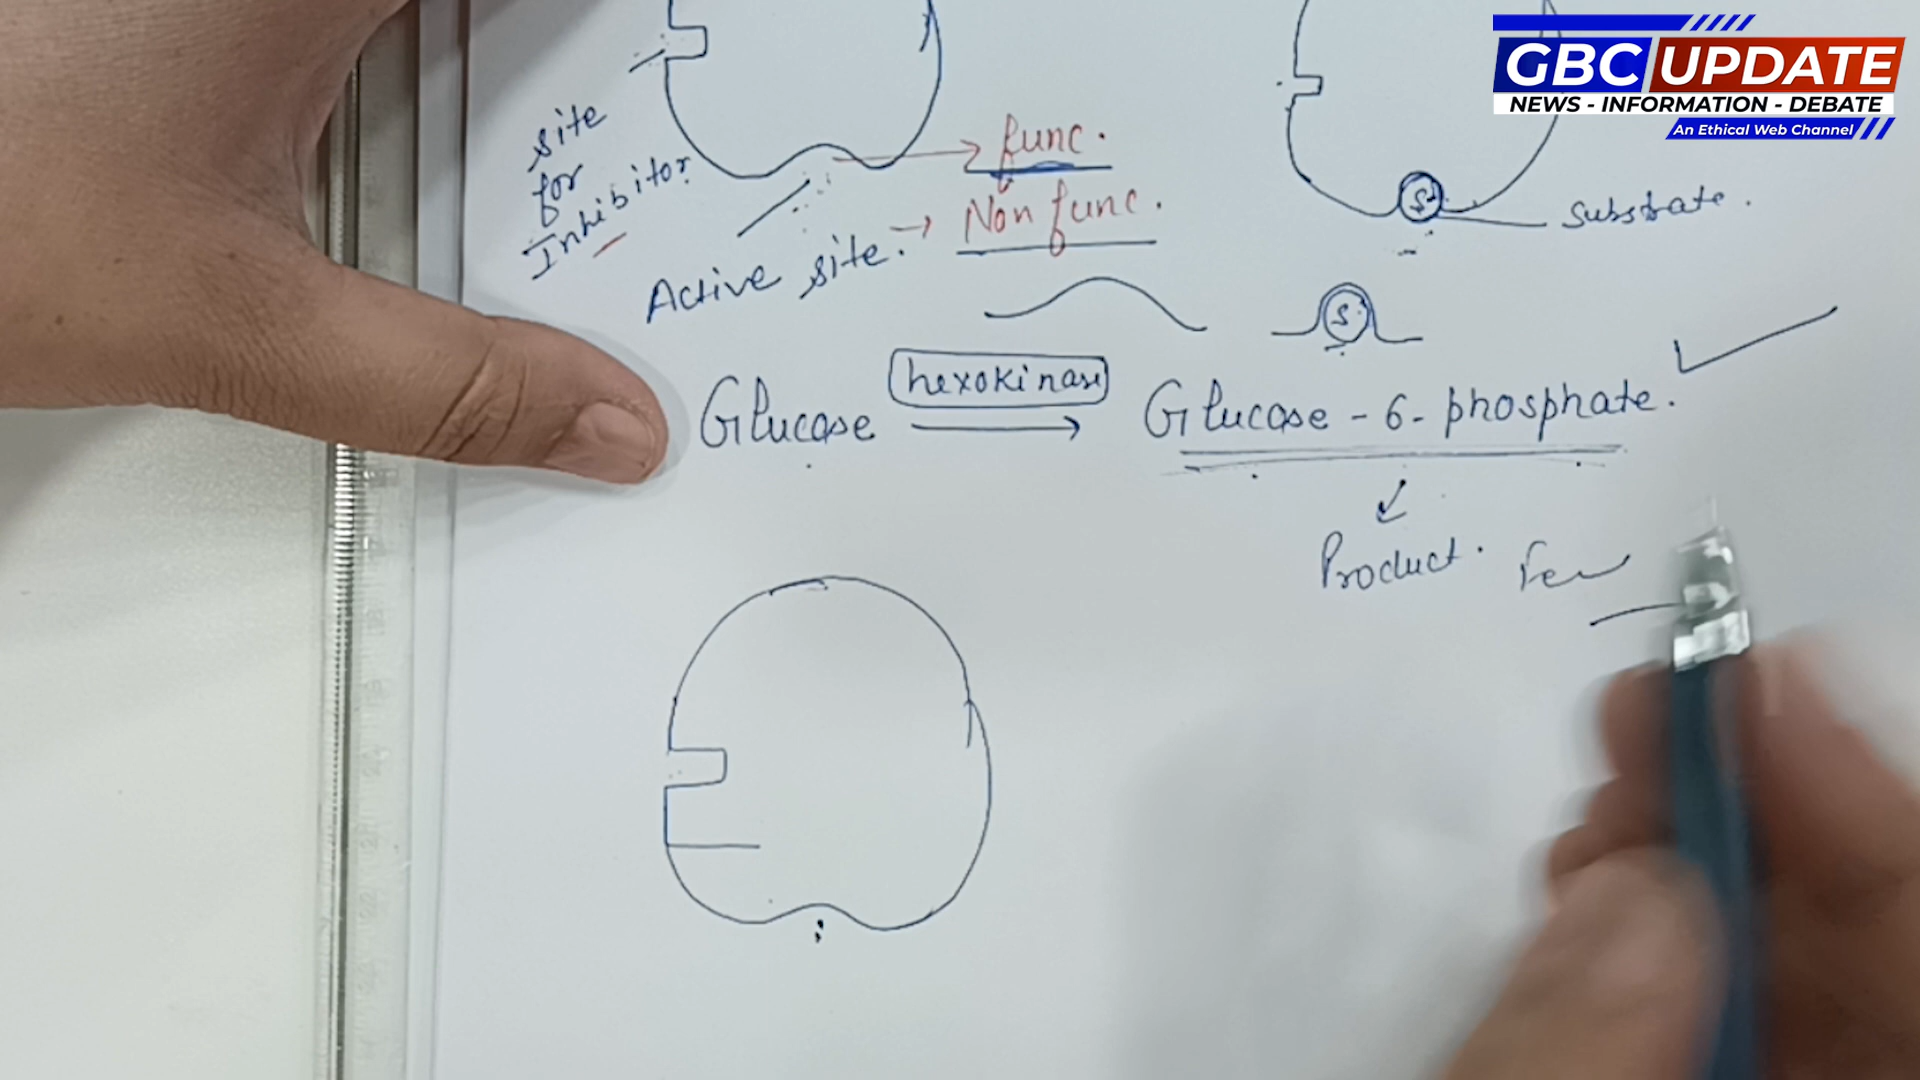 GBC UPDATE
NEWS - INFORMATION - DEBATE
An Ethical Web Channel
site
for
Inhibitor
func.
Non func.
Active site.
S
Substrate.
S
Glucose
hexokinase
Glucose - 6 - phosphate.
Product.